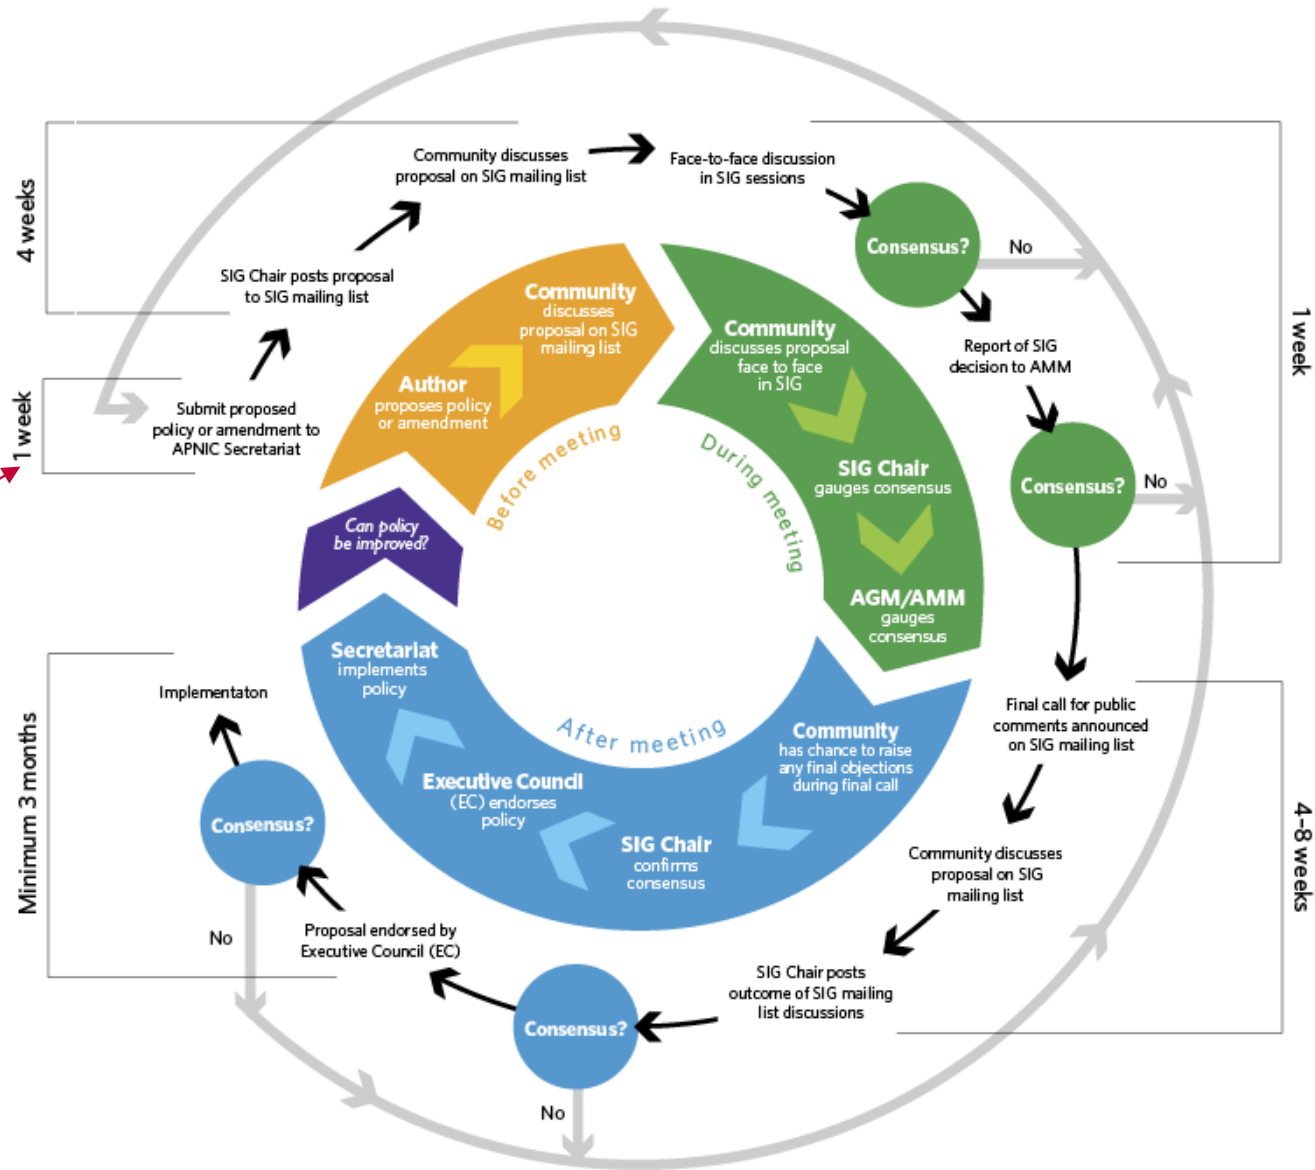 4 weeks
1 week
Submit proposed
policy or amendment to
APNIC Secretariat
SIG Chair posts proposal
to SIG mailing list
Community discusses
proposal on SIG mailing list
Face-to-face discussion
in SIG sessions
Consensus?
No
Report of SIG
decision to AMM
Consensus?
No
1 week
Final call for public
comments announced
on SIG mailing list
Community discusses
proposal on SIG
mailing list
SIG Chair posts
outcome of SIG mailing
list discussions
4-8 weeks
Consensus?
No
Proposal endorsed by
Executive Council (EC)
Consensus?
No
Implementaton
Minimum 3 months
Before meeting
Author
proposes policy
or amendment
Community
discusses
proposal on SIG
mailing list
During meeting
Community
discusses proposal
face to face
in SIG
SIG Chair
gauges consensus
AGM/AMM
gauges
consensus
After meeting
Community
has chance to raise
any final objections
during final call
SIG Chair
confirms
consensus
Executive Council
(EC) endorses
policy
Secretariat
implements
policy
Can policy
be improved?